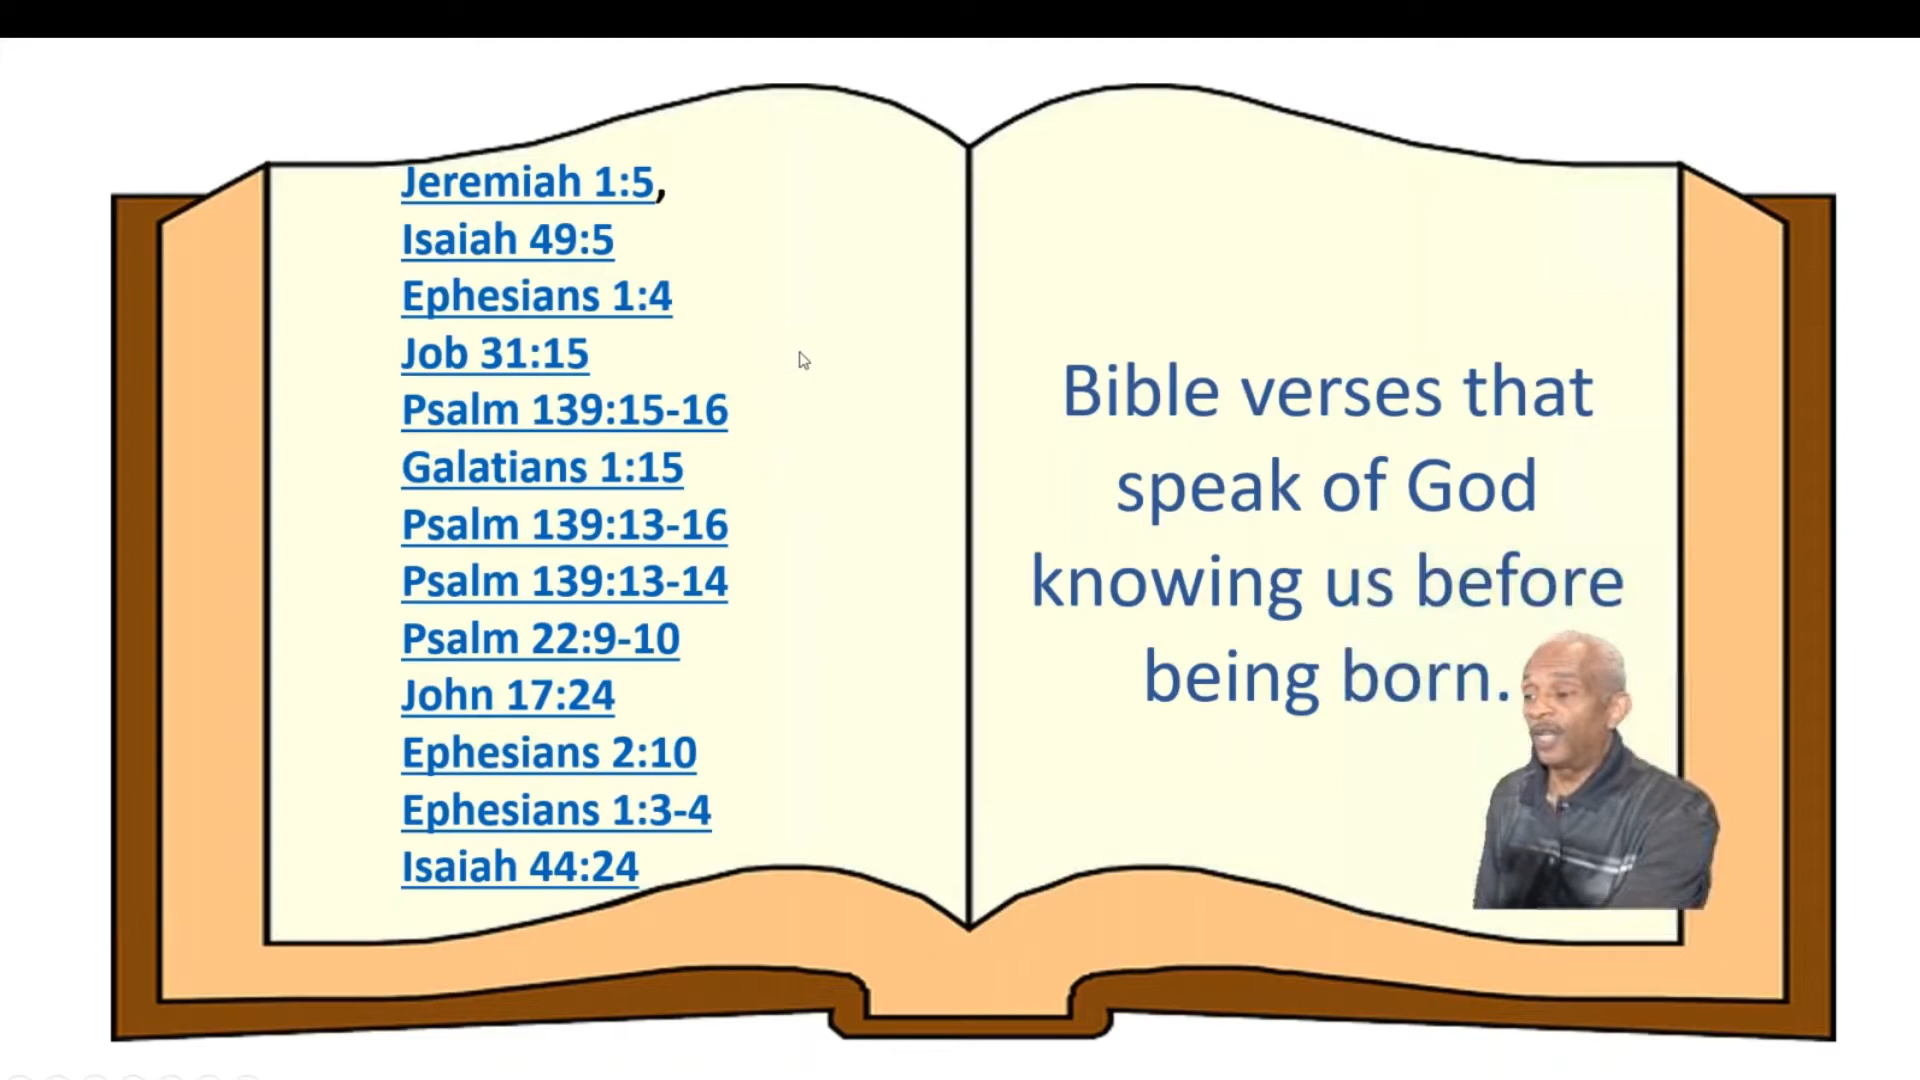 Jeremiah 1:5,
Isaiah 49:5
Ephesians 1:4
Job 31:15
Psalm 139:15-16
Galatians 1:15
Psalm 139:13-16
Psalm 139:13-14
Psalm 22:9-10
John 17:24
Ephesians 2:10
Ephesians 1:3-4
Isaiah 44:24
Bible verses that
speak of God
knowing us before
being born.